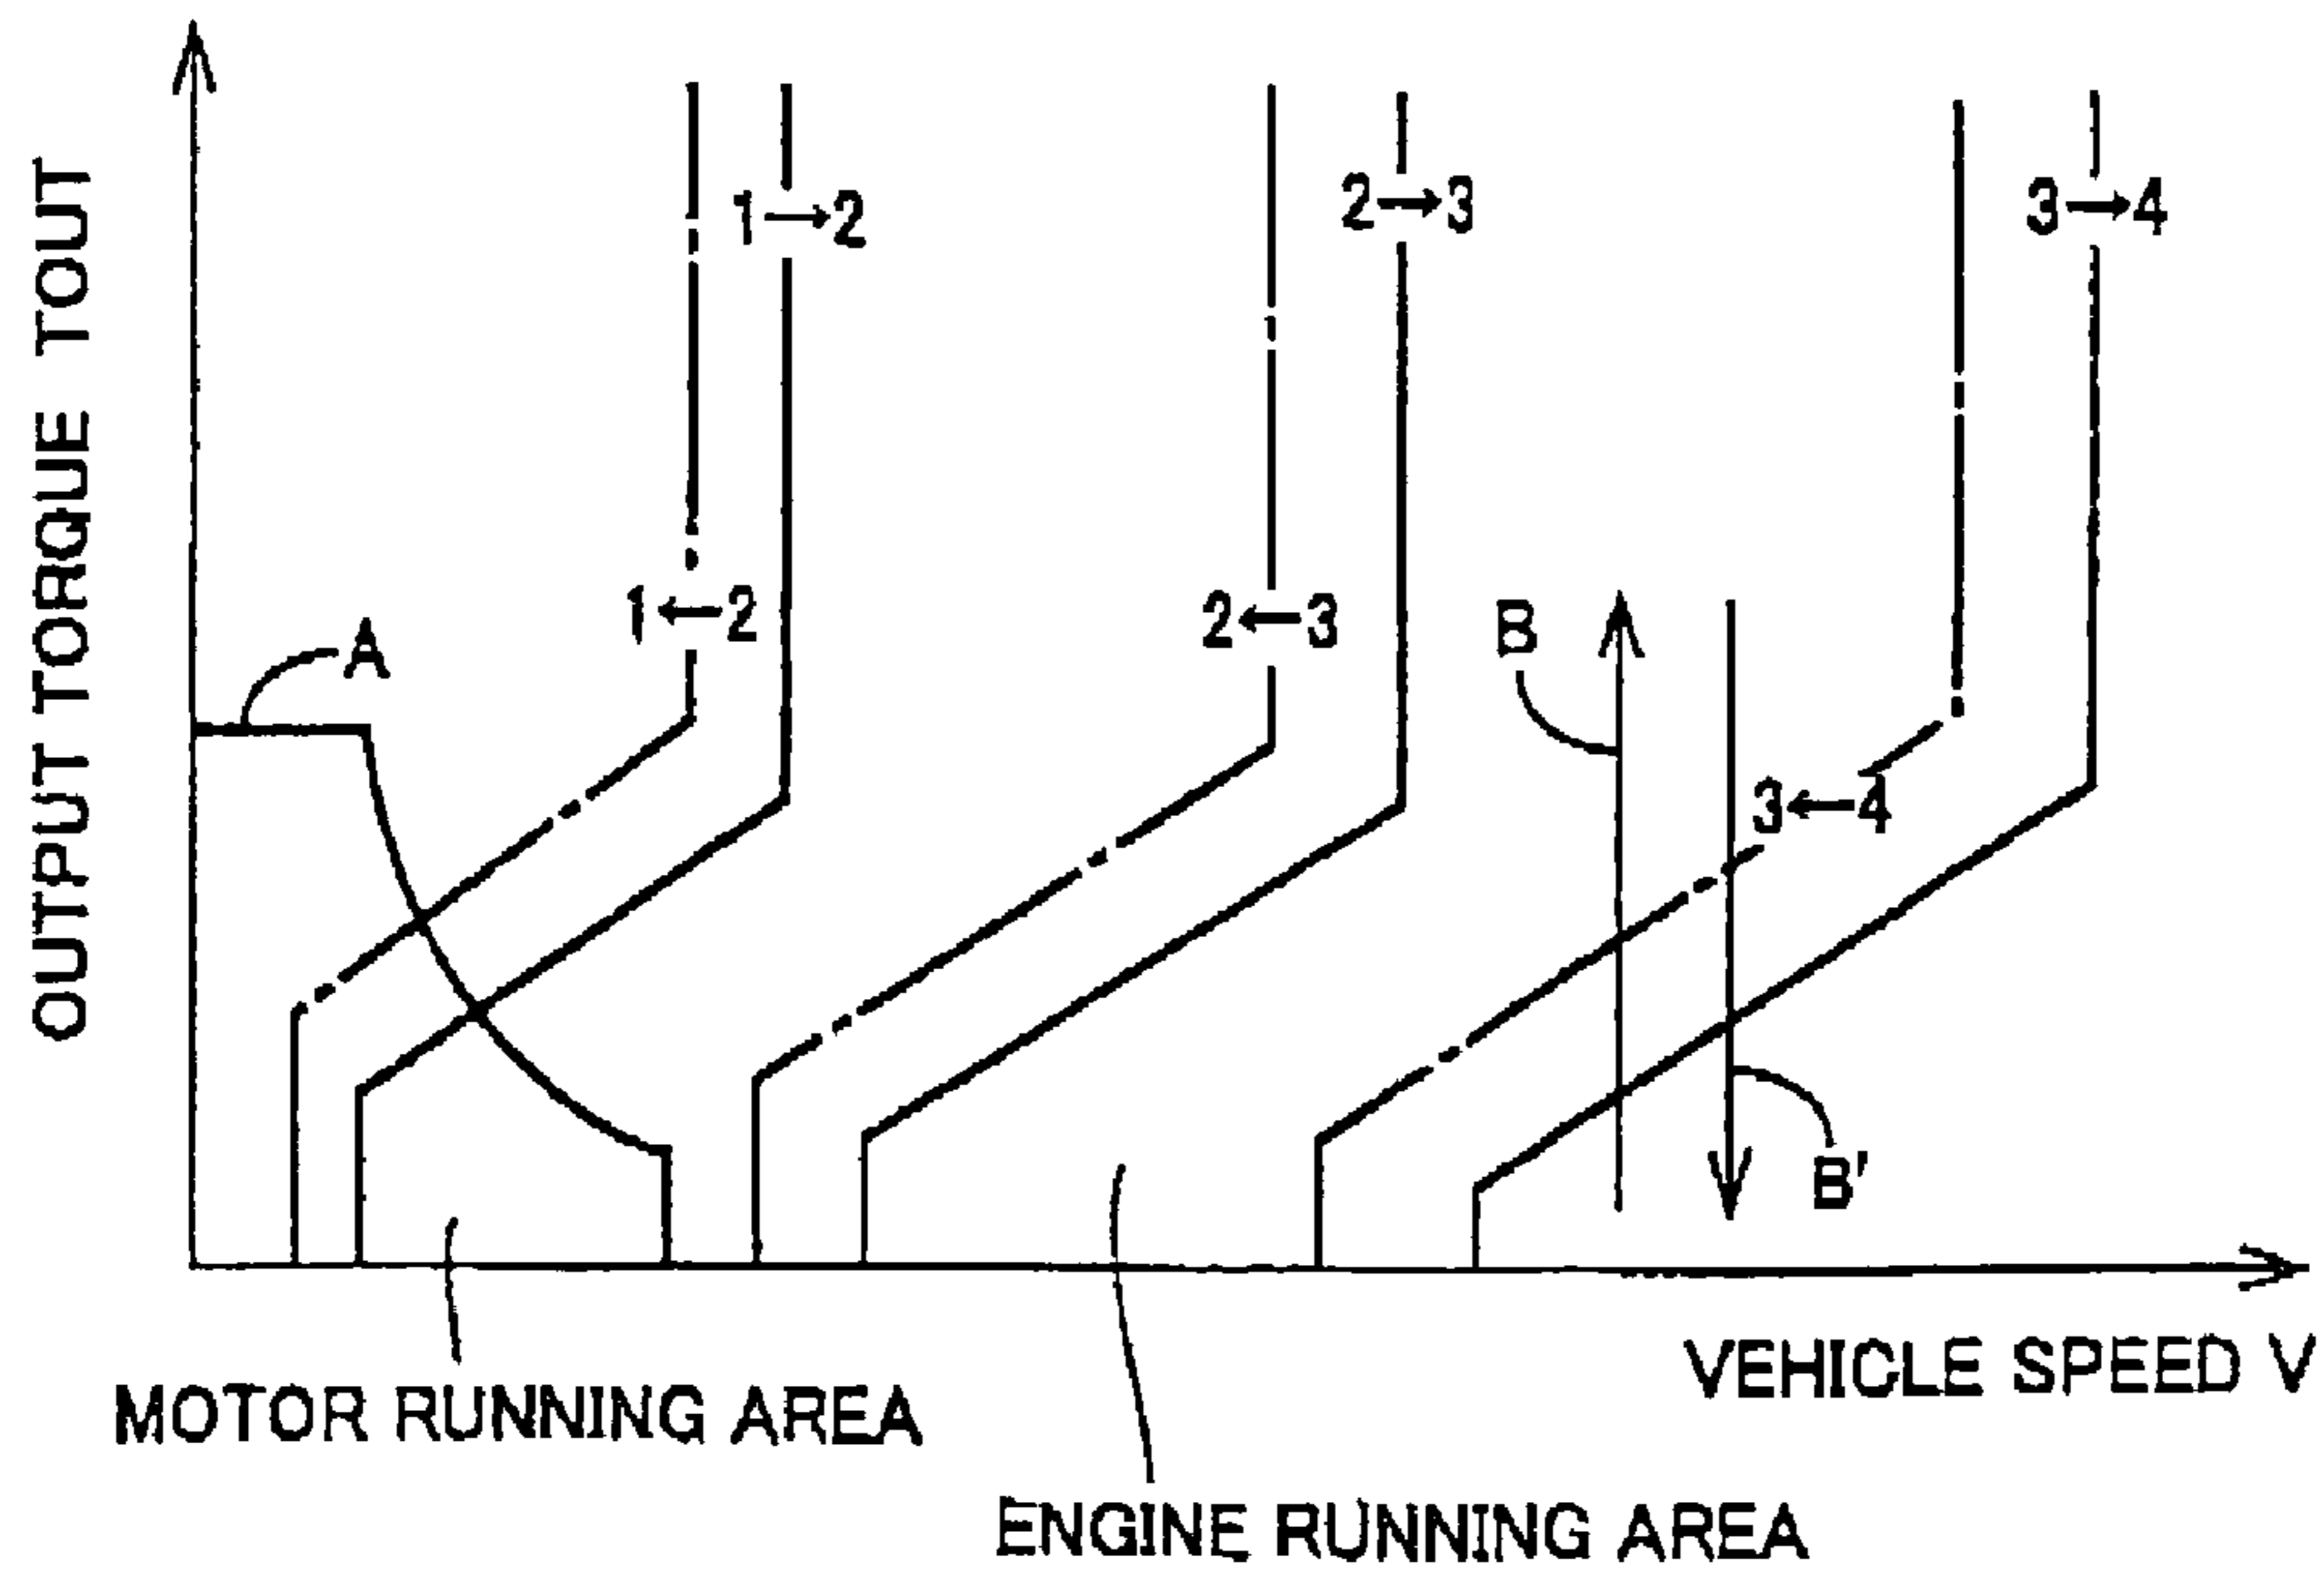 OUTPUT TORQUE TOUT
1→2
2→3
3→4
1←2
2←3
B
A
3←4
B'
VEHICLE SPEED V
MOTOR RUNNING AREA
ENGINE RUNNING AREA